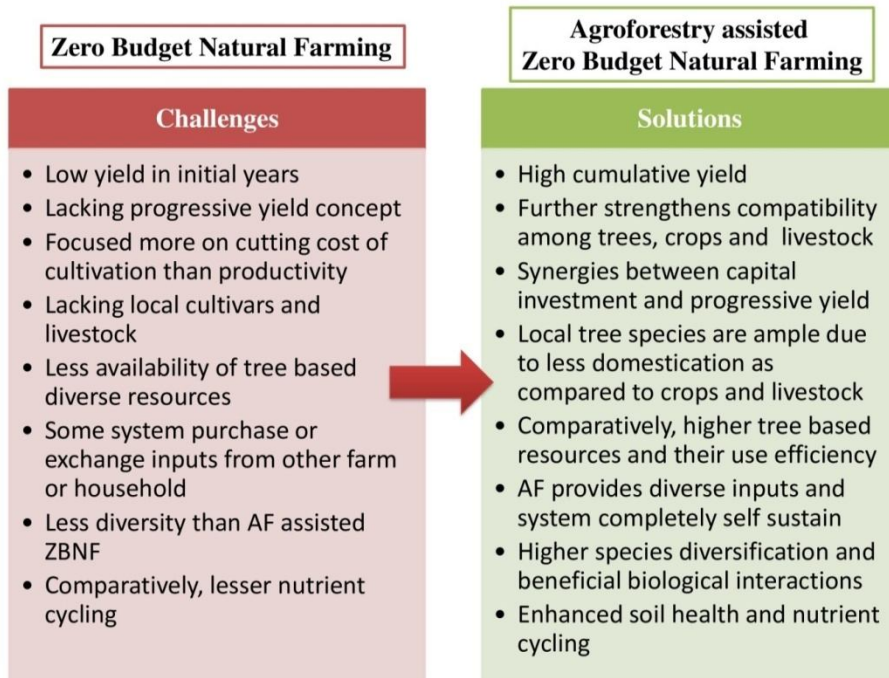 Zero Budget Natural Farming
Agroforestry assisted
Zero Budget Natural Farming
Challenges
• Low yield in initial years
• Lacking progressive yield concept
• Focused more on cutting cost of
cultivation than productivity
• Lacking local cultivars and
livestock
• Less availability of tree based
diverse resources
• Some system purchase or
exchange inputs from other farm
or household
• Less diversity than AF assisted
ZBNF
• Comparatively, lesser nutrient
cycling
Solutions
• High cumulative yield
• Further strengthens compatibility
among trees, crops and livestock
• Synergies between capital
investment and progressive yield
• Local tree species are ample due
to less domestication as
compared to crops and livestock
• Comparatively, higher tree based
resources and their use efficiency
• AF provides diverse inputs and
system completely self sustain
• Higher species diversification and
beneficial biological interactions
• Enhanced soil health and nutrient
cycling